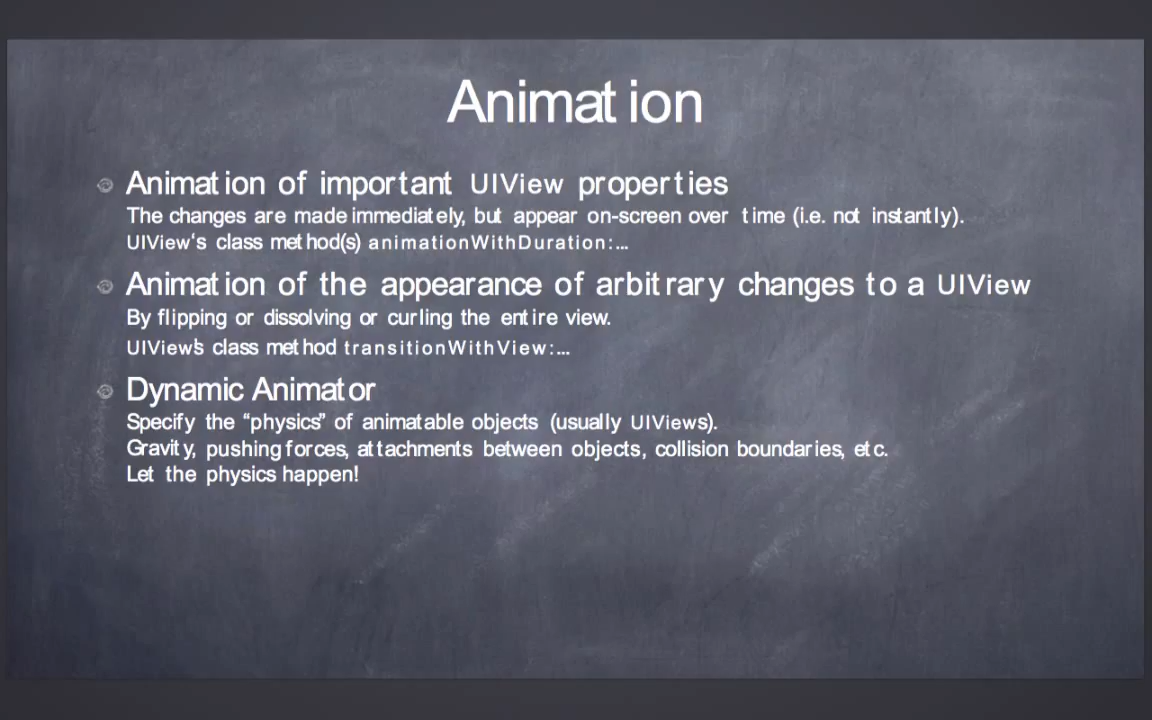 Animation
Animation of important UIView properties
The changes are made immediately, but appear on-screen over time (i.e. not instantly).
UIView's class method(s) animationWithDuration:...
Animation of the appearance of arbitrary changes to a UIView
By flipping or dissolving or curling the entire view.
UIView's class method transitionWithView:...
Dynamic Animator
Specify the “physics” of animatable objects (usually UIViews).
Gravity, pushing forces, attachments between objects, collision boundaries, etc.
Let the physics happen!